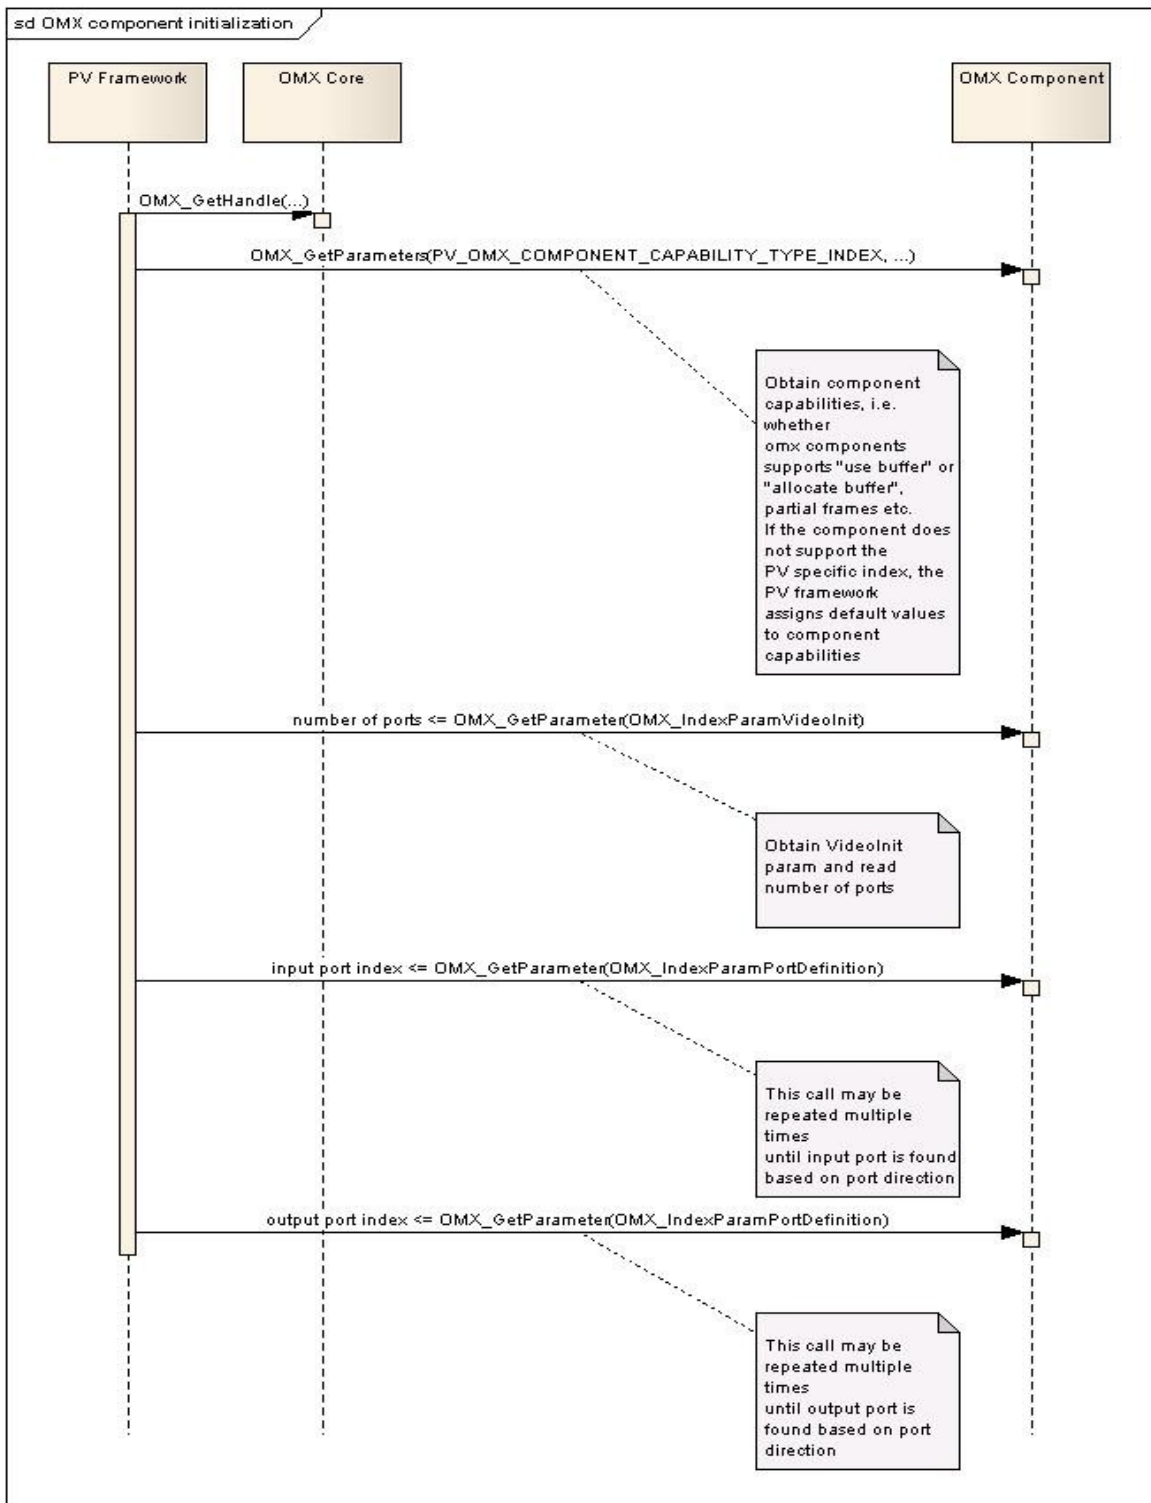 sd OMX component initialization
PV Framework
OMX Core
OMX Component
OMX_GetHandle(...)
OMX_GetParameters(PV_OMX_COMPONENT_CAPABILITY_TYPE_INDEX, ...)
Obtain component
capabilities, i.e.
whether
omx components
supports "use buffer" or
"allocate buffer",
partial frames etc.
If the component does
not support the
PV specific index, the
PV framework
assigns default values
to component
capabilities
number of ports <= OMX_GetParameter(OMX_IndexParamVideoInit)
Obtain VideoInit
param and read
number of ports
input port index <= OMX_GetParameter(OMX_IndexParamPortDefinition)
This call may be
repeated multiple
times
until input port is found
based on port direction
output port index <= OMX_GetParameter(OMX_IndexParamPortDefinition)
This call may be
repeated multiple
times
until output port is
found based on port
direction